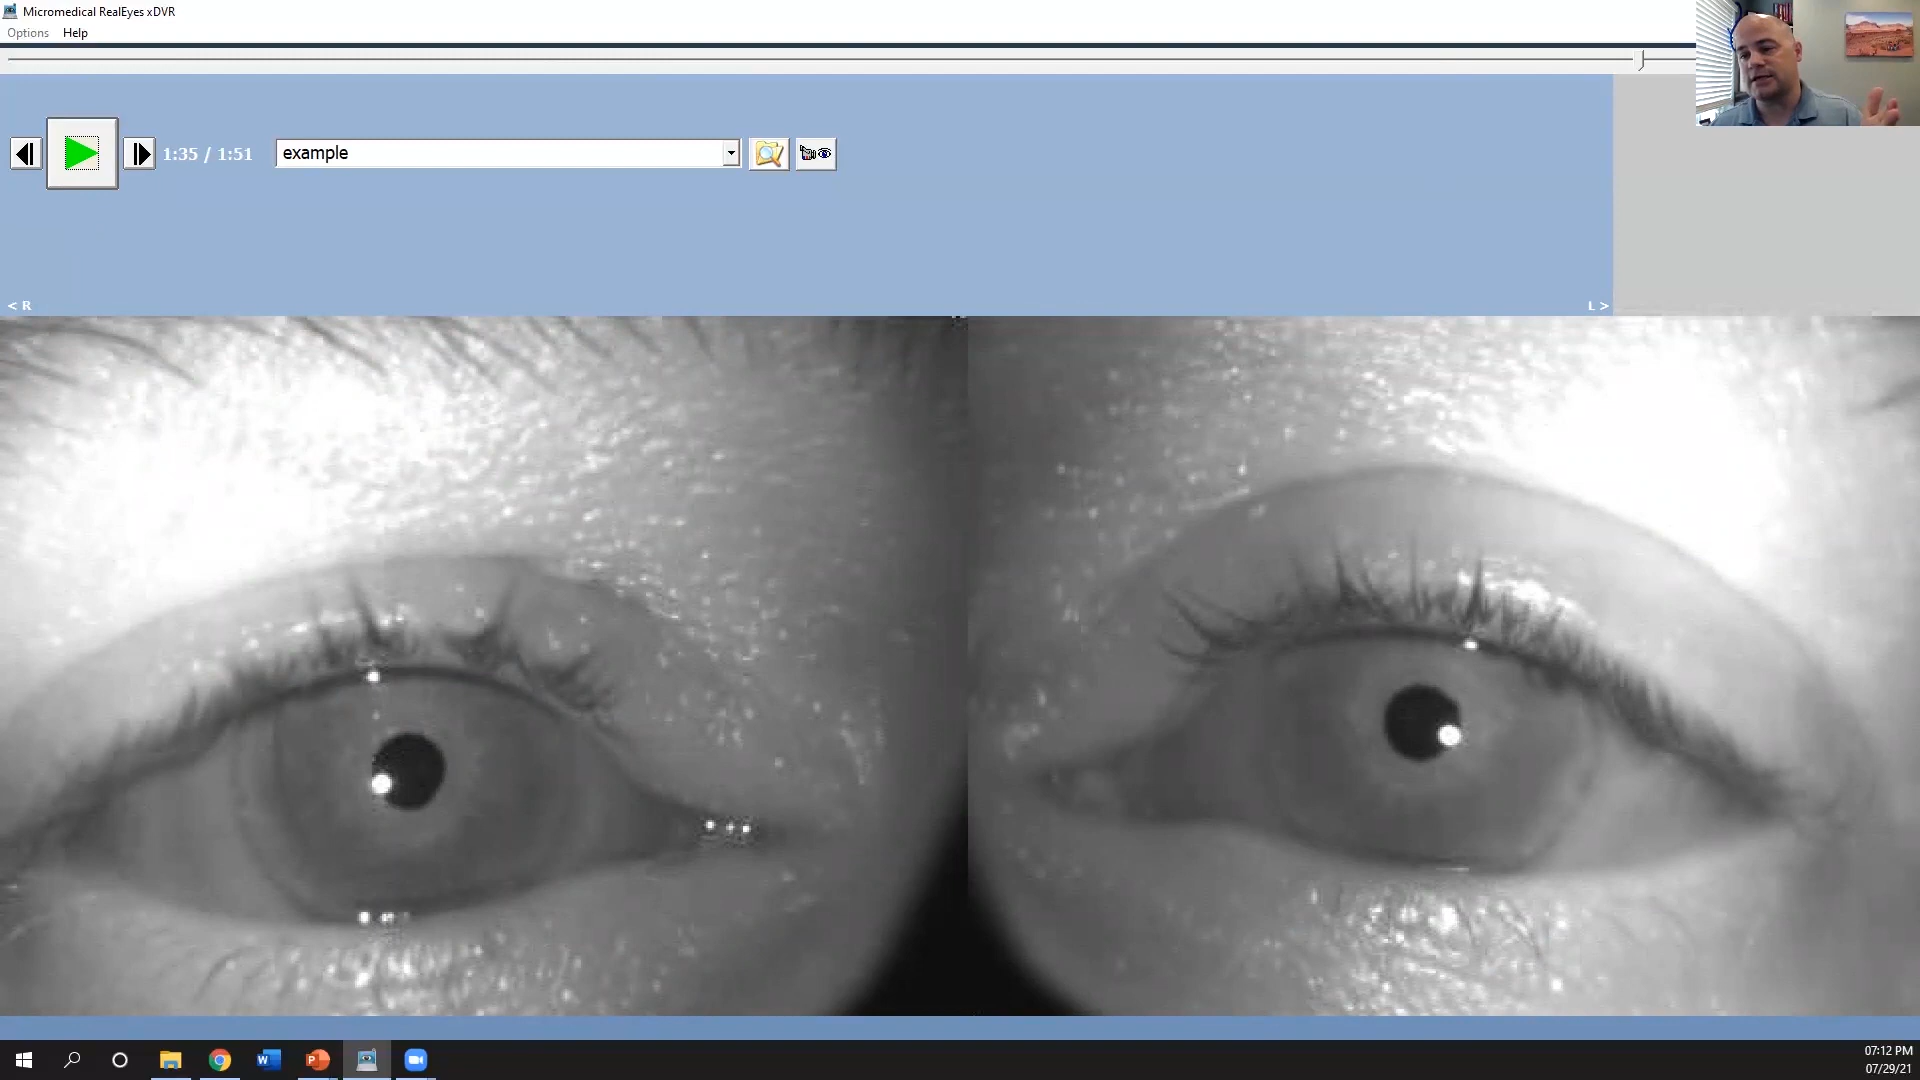 Micromedical RealEyes xDVR
Options Help
1:35 / 1:51 example
< R L >
07:12 PM
07/29/21